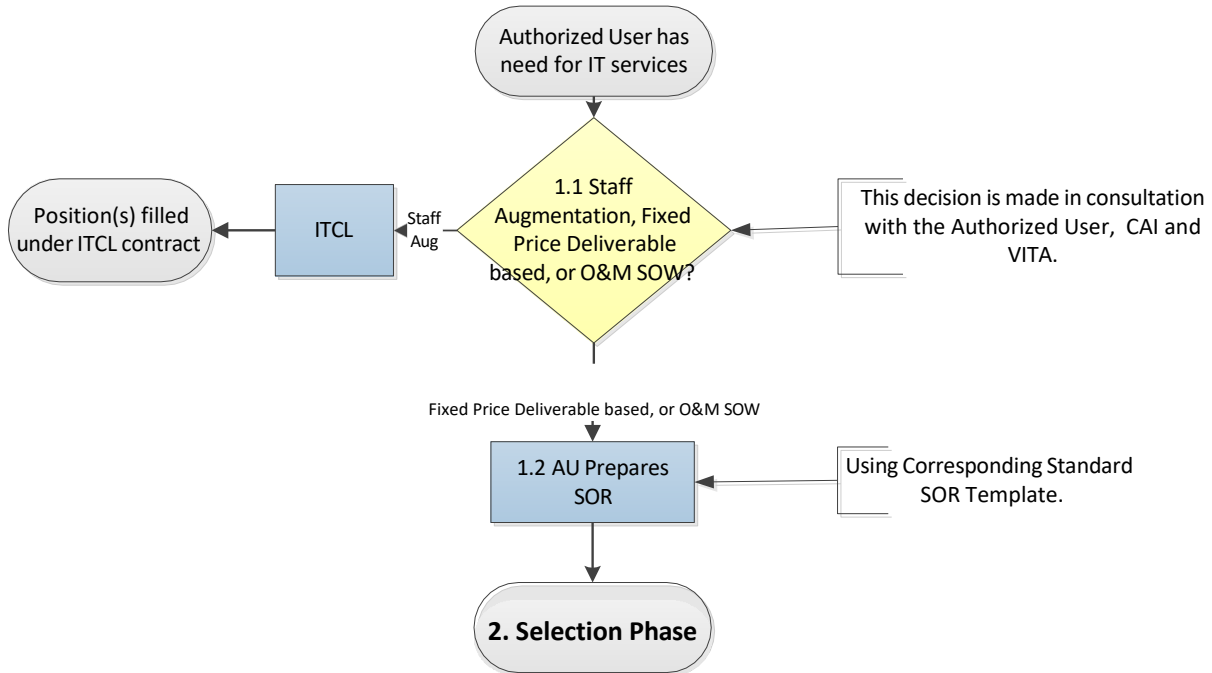 Authorized User has
need for IT services
1.1 Staff
Augmentation, Fixed
Price Deliverable
based, or O&M SOW?
Staff
Aug
ITCL
Position(s) filled
under ITCL contract
This decision is made in consultation
with the Authorized User,  CAI and
VITA.
Fixed Price Deliverable based, or O&M SOW
1.2 AU Prepares
SOR
Using Corresponding Standard
SOR Template.
2. Selection Phase